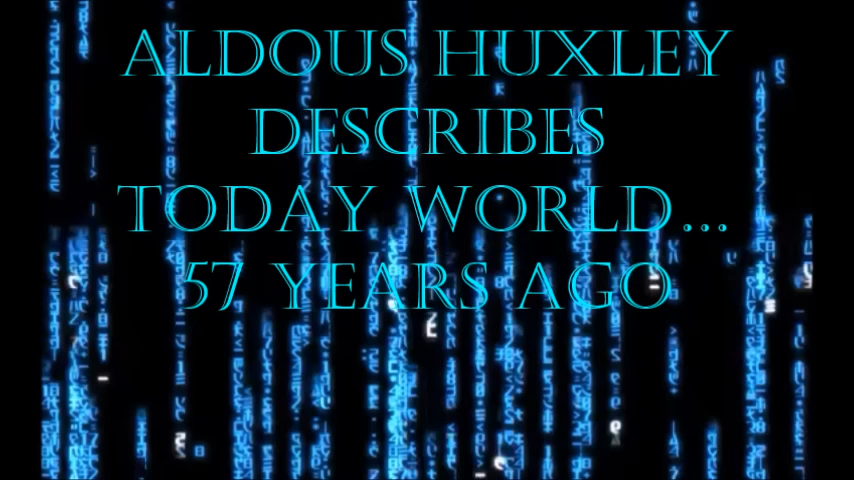 ALDOUS HUXLEY
DESCRIBES
TODAY WORLD...
57 YEARS AGO